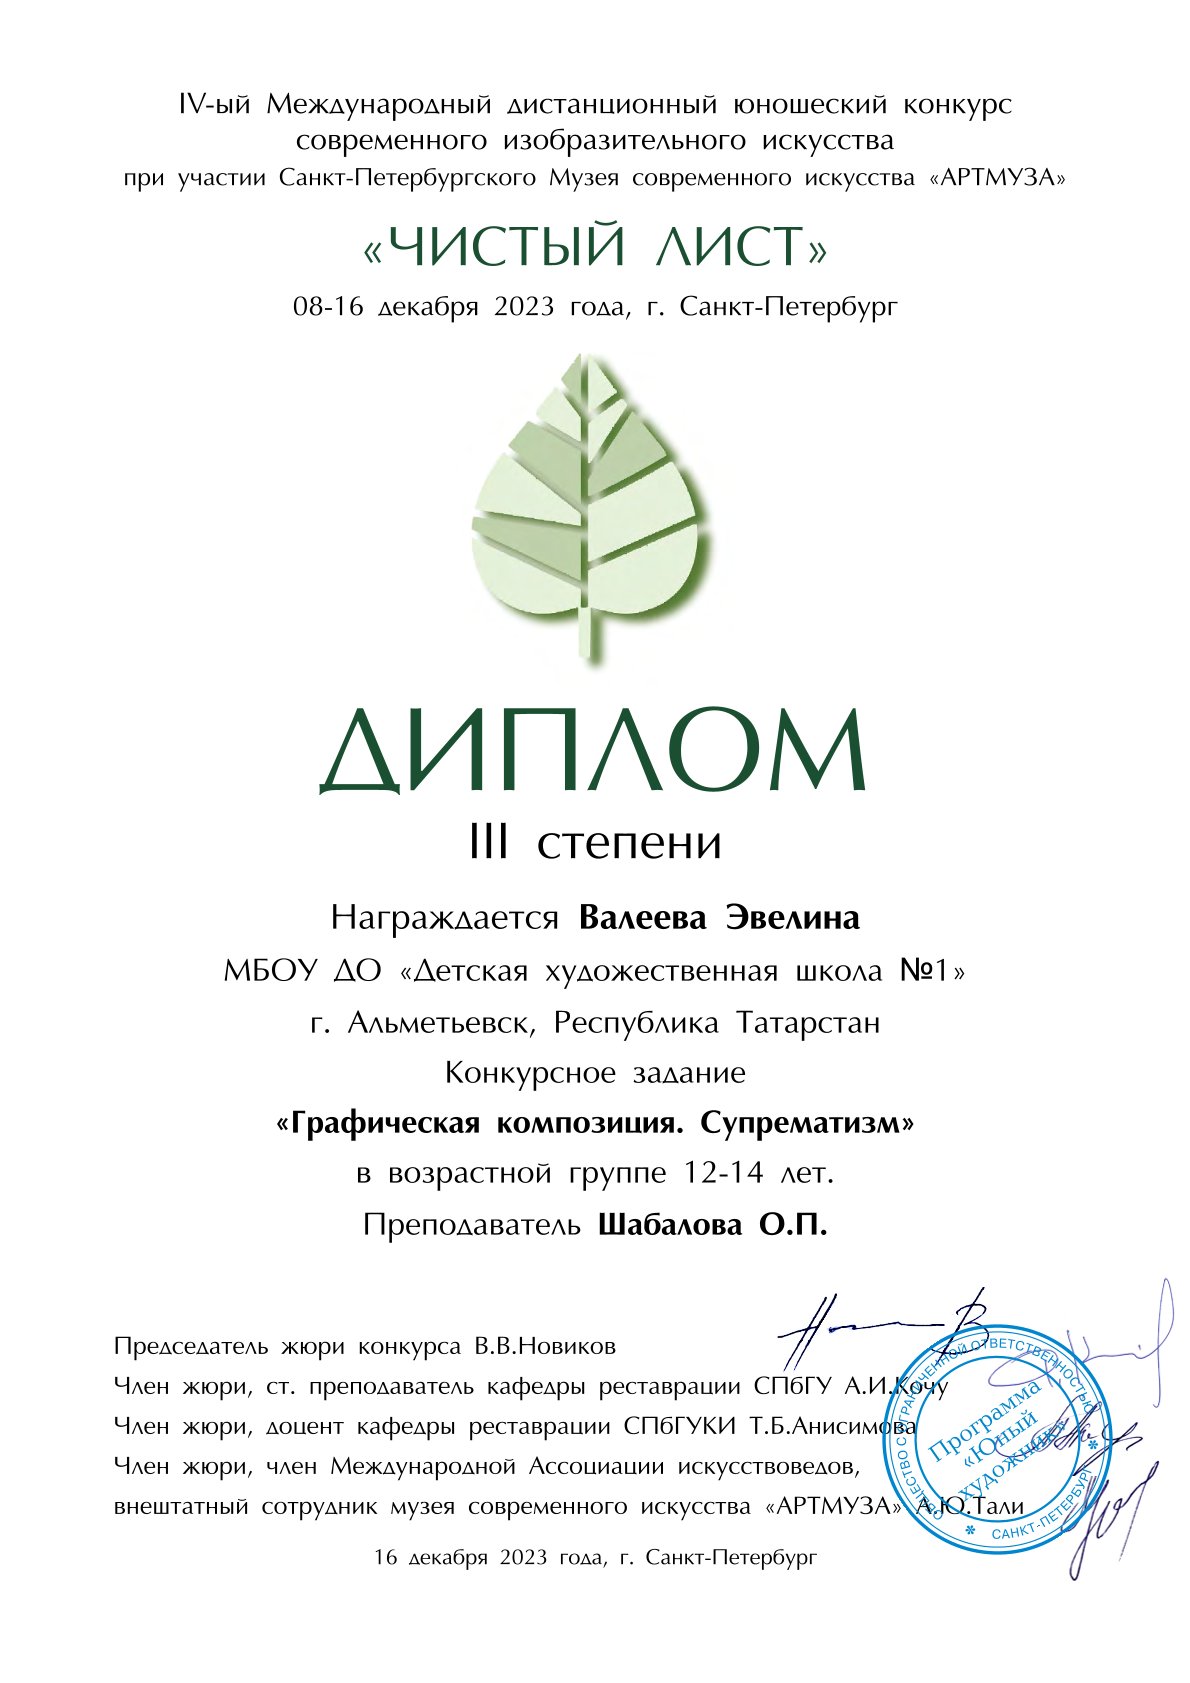 IV-ый Международный дистанционный юношеский конкурс
современного изобразительного искусства
при участии Санкт-Петербургского Музея современного искусства «АРТМУЗА»
«ЧИСТЫЙ ЛИСТ»
08-16 декабря 2023 года, г. Санкт-Петербург
ДИПЛОМ
III степени
Награждается Валеева Эвелина
МБОУ ДО «Детская художественная школа №1»
г. Альметьевск, Республика Татарстан
Конкурсное задание
«Графическая композиция. Супрематизм»
в возрастной группе 12-14 лет.
Преподаватель Шабалова О.П.
Председатель жюри конкурса В.В.Новиков
Член жюри, ст. преподаватель кафедры реставрации СПбГУ А.И.Кочу
Член жюри, доцент кафедры реставрации СПбГУКИ Т.Б.Анисимова
Член жюри, член Международной Ассоциации искусствоведов,
внештатный сотрудник музея современного искусства «АРТМУЗА» А.Ю.Тали
16 декабря 2023 года, г. Санкт-Петербург
ОБЩЕСТВО С ОГРАНИЧЕННОЙ ОТВЕТСТВЕННОСТЬЮ
САНКТ-ПЕТЕРБУРГ
Программа
«Юный
художник»